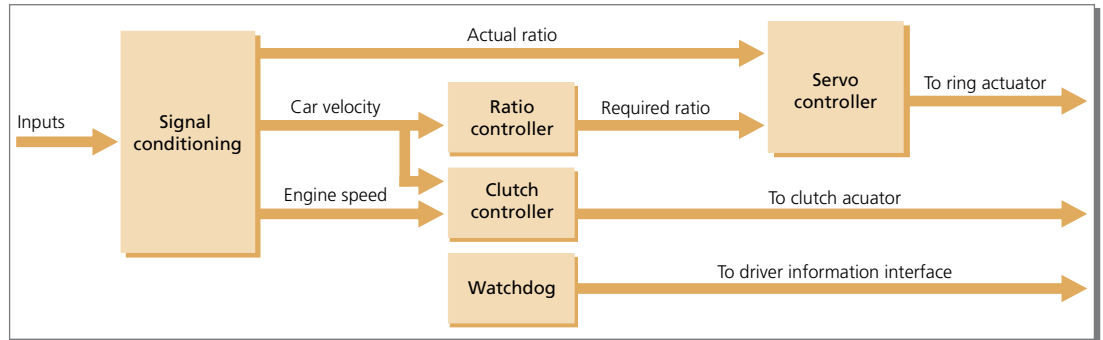 Inputs
Signal
conditioning
Actual ratio
Car velocity
Engine speed
Ratio
controller
Required ratio
Servo
controller
To ring actuator
Clutch
controller
To clutch acuator
Watchdog
To driver information interface